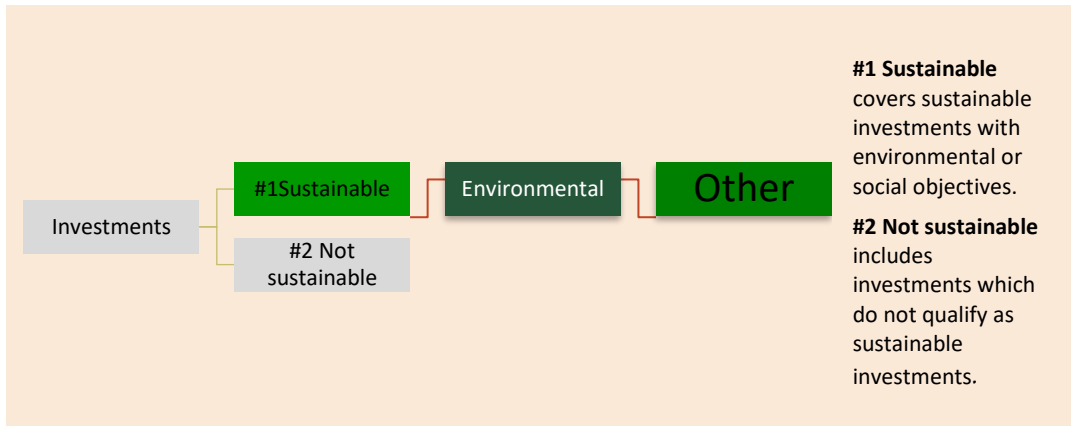 Investments
#1Sustainable
#2 Not
sustainable
Environmental
Other
#1 Sustainable
covers sustainable
investments with
environmental or
social objectives.
#2 Not sustainable
includes
investments which
do not qualify as
sustainable
investments.